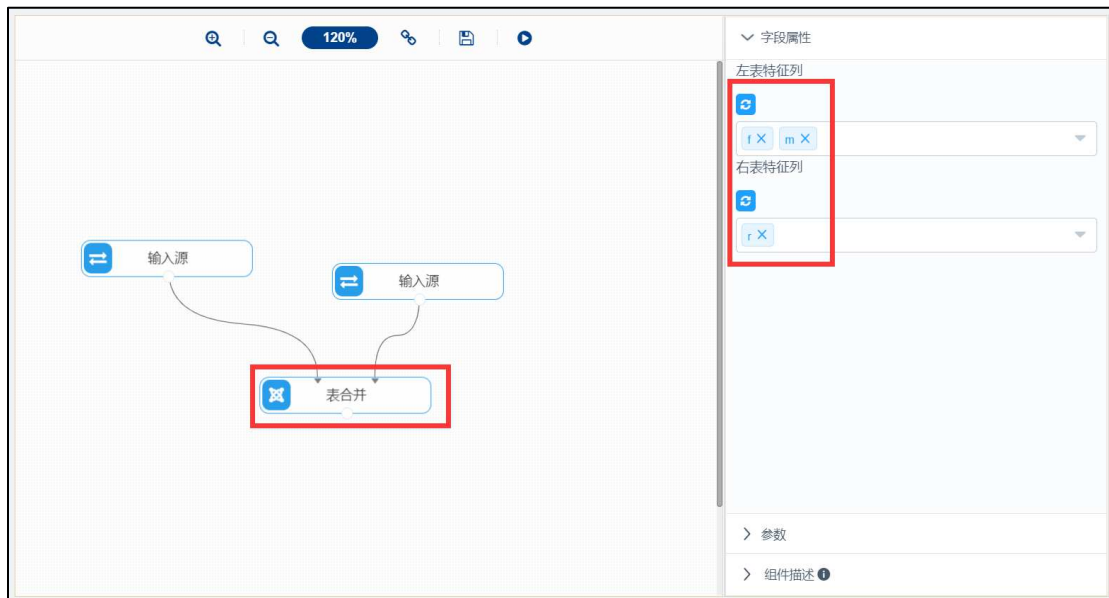 120%
字段属性
左表特征列
f × m ×
右表特征列
r ×
输入源
输入源
表合并
参数
组件描述